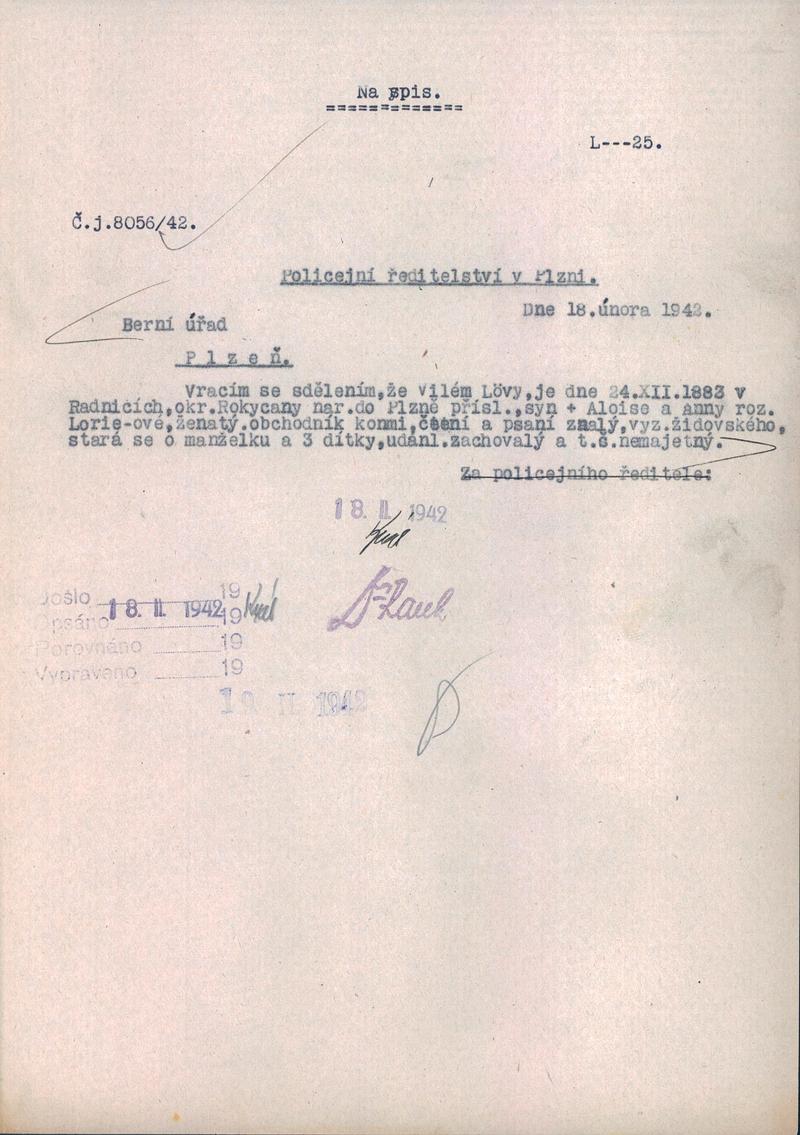 Na spis.
=============
L---25.
Č.j.8056/42.
Policejní ředitelství v Plzni.
Dne 18.února 1942.
Berní úřad
P l z e ň.
Vracím se sdělením,že Vilém Lövy,je dne 24.XII.1883 v
Radnicích,okr.Rokycany nar.do Plzně přísl.,syn + Aloise a Anny roz.
Lorie-ové,ženatý.obchodník koňmi,čtení a psaní znalý,vyz.židovského,
stará se o manželku a 3 dítky,udánl.zachovalý a t.č.nemajetný.
Za policejního ředitele:
18. II. 1942
Došlo 19
18. II. 1942
Opsáno 19
Porovnáno 19
Vypraveno 19
18 II 1942